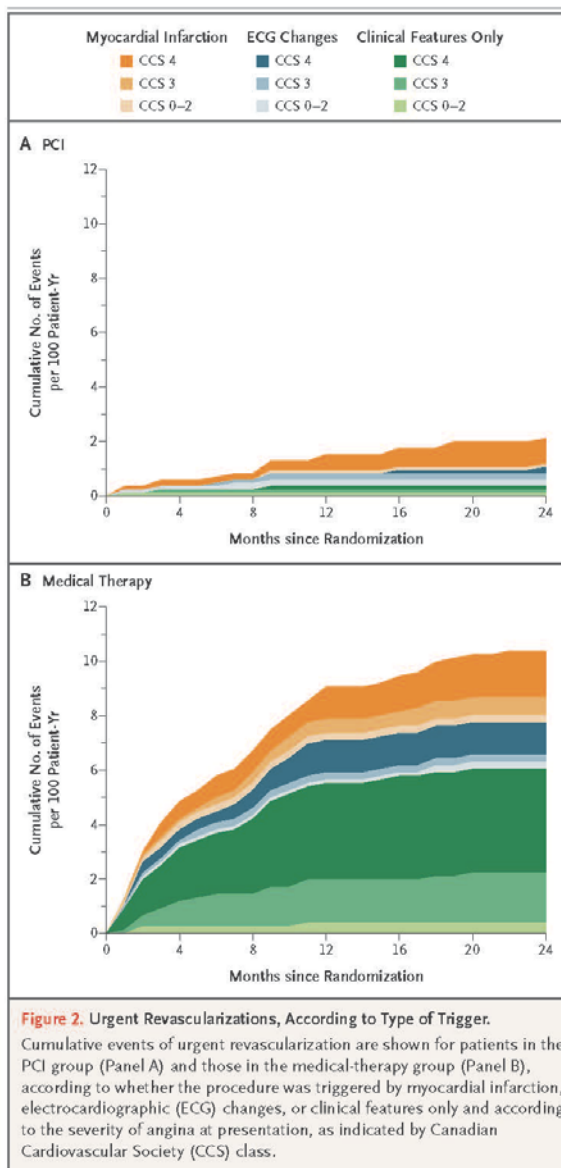 Myocardial Infarction ECG Changes Clinical Features Only
CCS 4 CCS 4 CCS 4
CCS 3 CCS 3 CCS 3
CCS 0–2 CCS 0–2 CCS 0–2
A PCI
12
10
8
6
4
2
0
Cumulative No. of Events
per 100 Patient-Yr
0 4 8 12 16 20 24
Months since Randomization
B Medical Therapy
12
10
8
6
4
2
0
Cumulative No. of Events
per 100 Patient-Yr
0 4 8 12 16 20 24
Months since Randomization
Figure 2. Urgent Revascularizations, According to Type of Trigger.
Cumulative events of urgent revascularization are shown for patients in the
PCI group (Panel A) and those in the medical-therapy group (Panel B),
according to whether the procedure was triggered by myocardial infarction,
electrocardiographic (ECG) changes, or clinical features only and according
to the severity of angina at presentation, as indicated by Canadian
Cardiovascular Society (CCS) class.